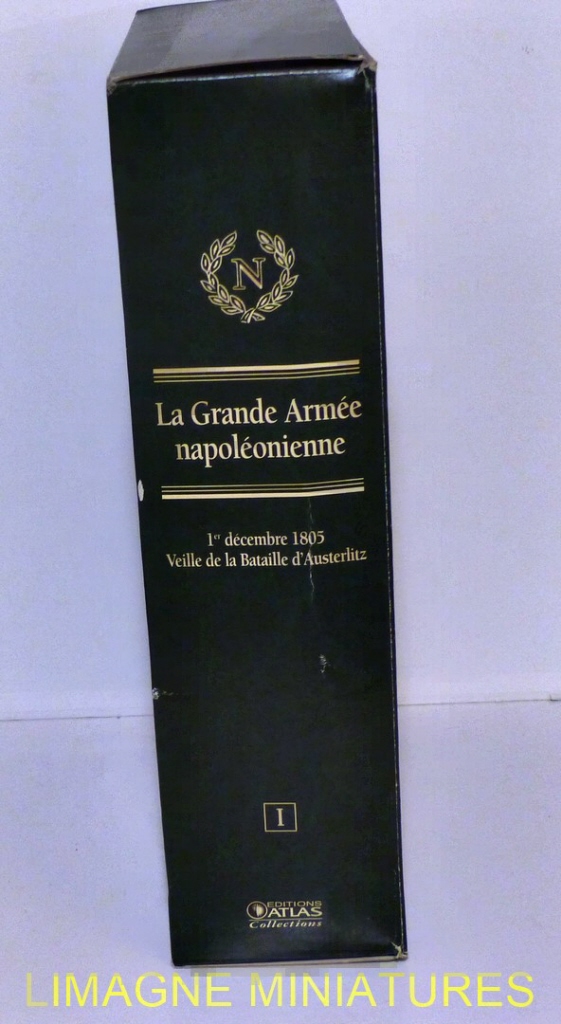 N
La Grande Armée
napoléonienne
1er décembre 1805
Veille de la Bataille d'Austerlitz
I
EDITIONS
ATLAS
Collections
LIMAGNE MINIATURES